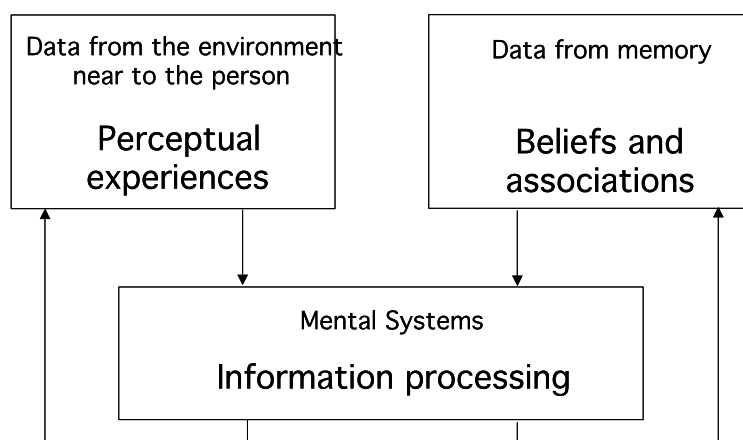 Data from the environment
near to the person
Perceptual
experiences
Data from memory
Beliefs and
associations
Mental Systems
Information processing